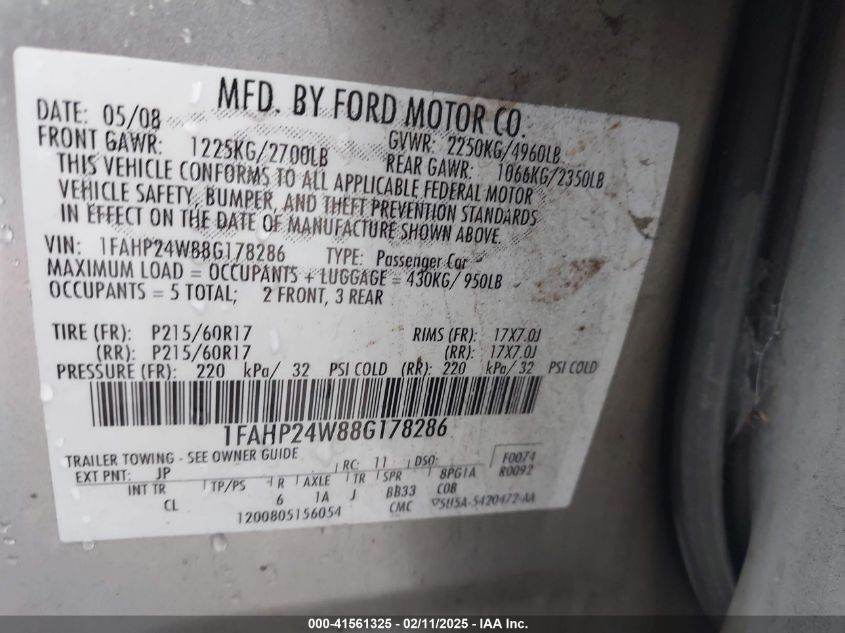 MFD. BY FORD MOTOR CO.
DATE: 05/08 GVWR: 2250KG/4960LB
FRONT GAWR: 1225KG/2700LB REAR GAWR: 1066KG/2350LB
THIS VEHICLE CONFORMS TO ALL APPLICABLE FEDERAL MOTOR
VEHICLE SAFETY, BUMPER, AND THEFT PREVENTION STANDARDS
IN EFFECT ON THE DATE OF MANUFACTURE SHOWN ABOVE.
VIN: 1FAHP24W88G178286 TYPE: Passenger Car
MAXIMUM LOAD = OCCUPANTS + LUGGAGE = 430KG/ 950LB
OCCUPANTS = 5 TOTAL; 2 FRONT, 3 REAR
TIRE (FR): P215/60R17 RIMS (FR): 17X7.0J
(RR): P215/60R17 (RR): 17X7.0J
PRESSURE (FR): 220 kPa/ 32 PSI COLD (RR): 220 kPa/ 32 PSI COLD
1FAHP24W88G178286
TRAILER TOWING - SEE OWNER GUIDE
EXT PNT: JP RC: 11 DSO: F0074
R0092
INT TR TP/PS R AXLE TR SPR 8PG1A
CL 6 1A J BB33 C0B
1200805156054 CMC 5U5A-5420472-AA
000-41561325 - 02/11/2025 - IAA Inc.